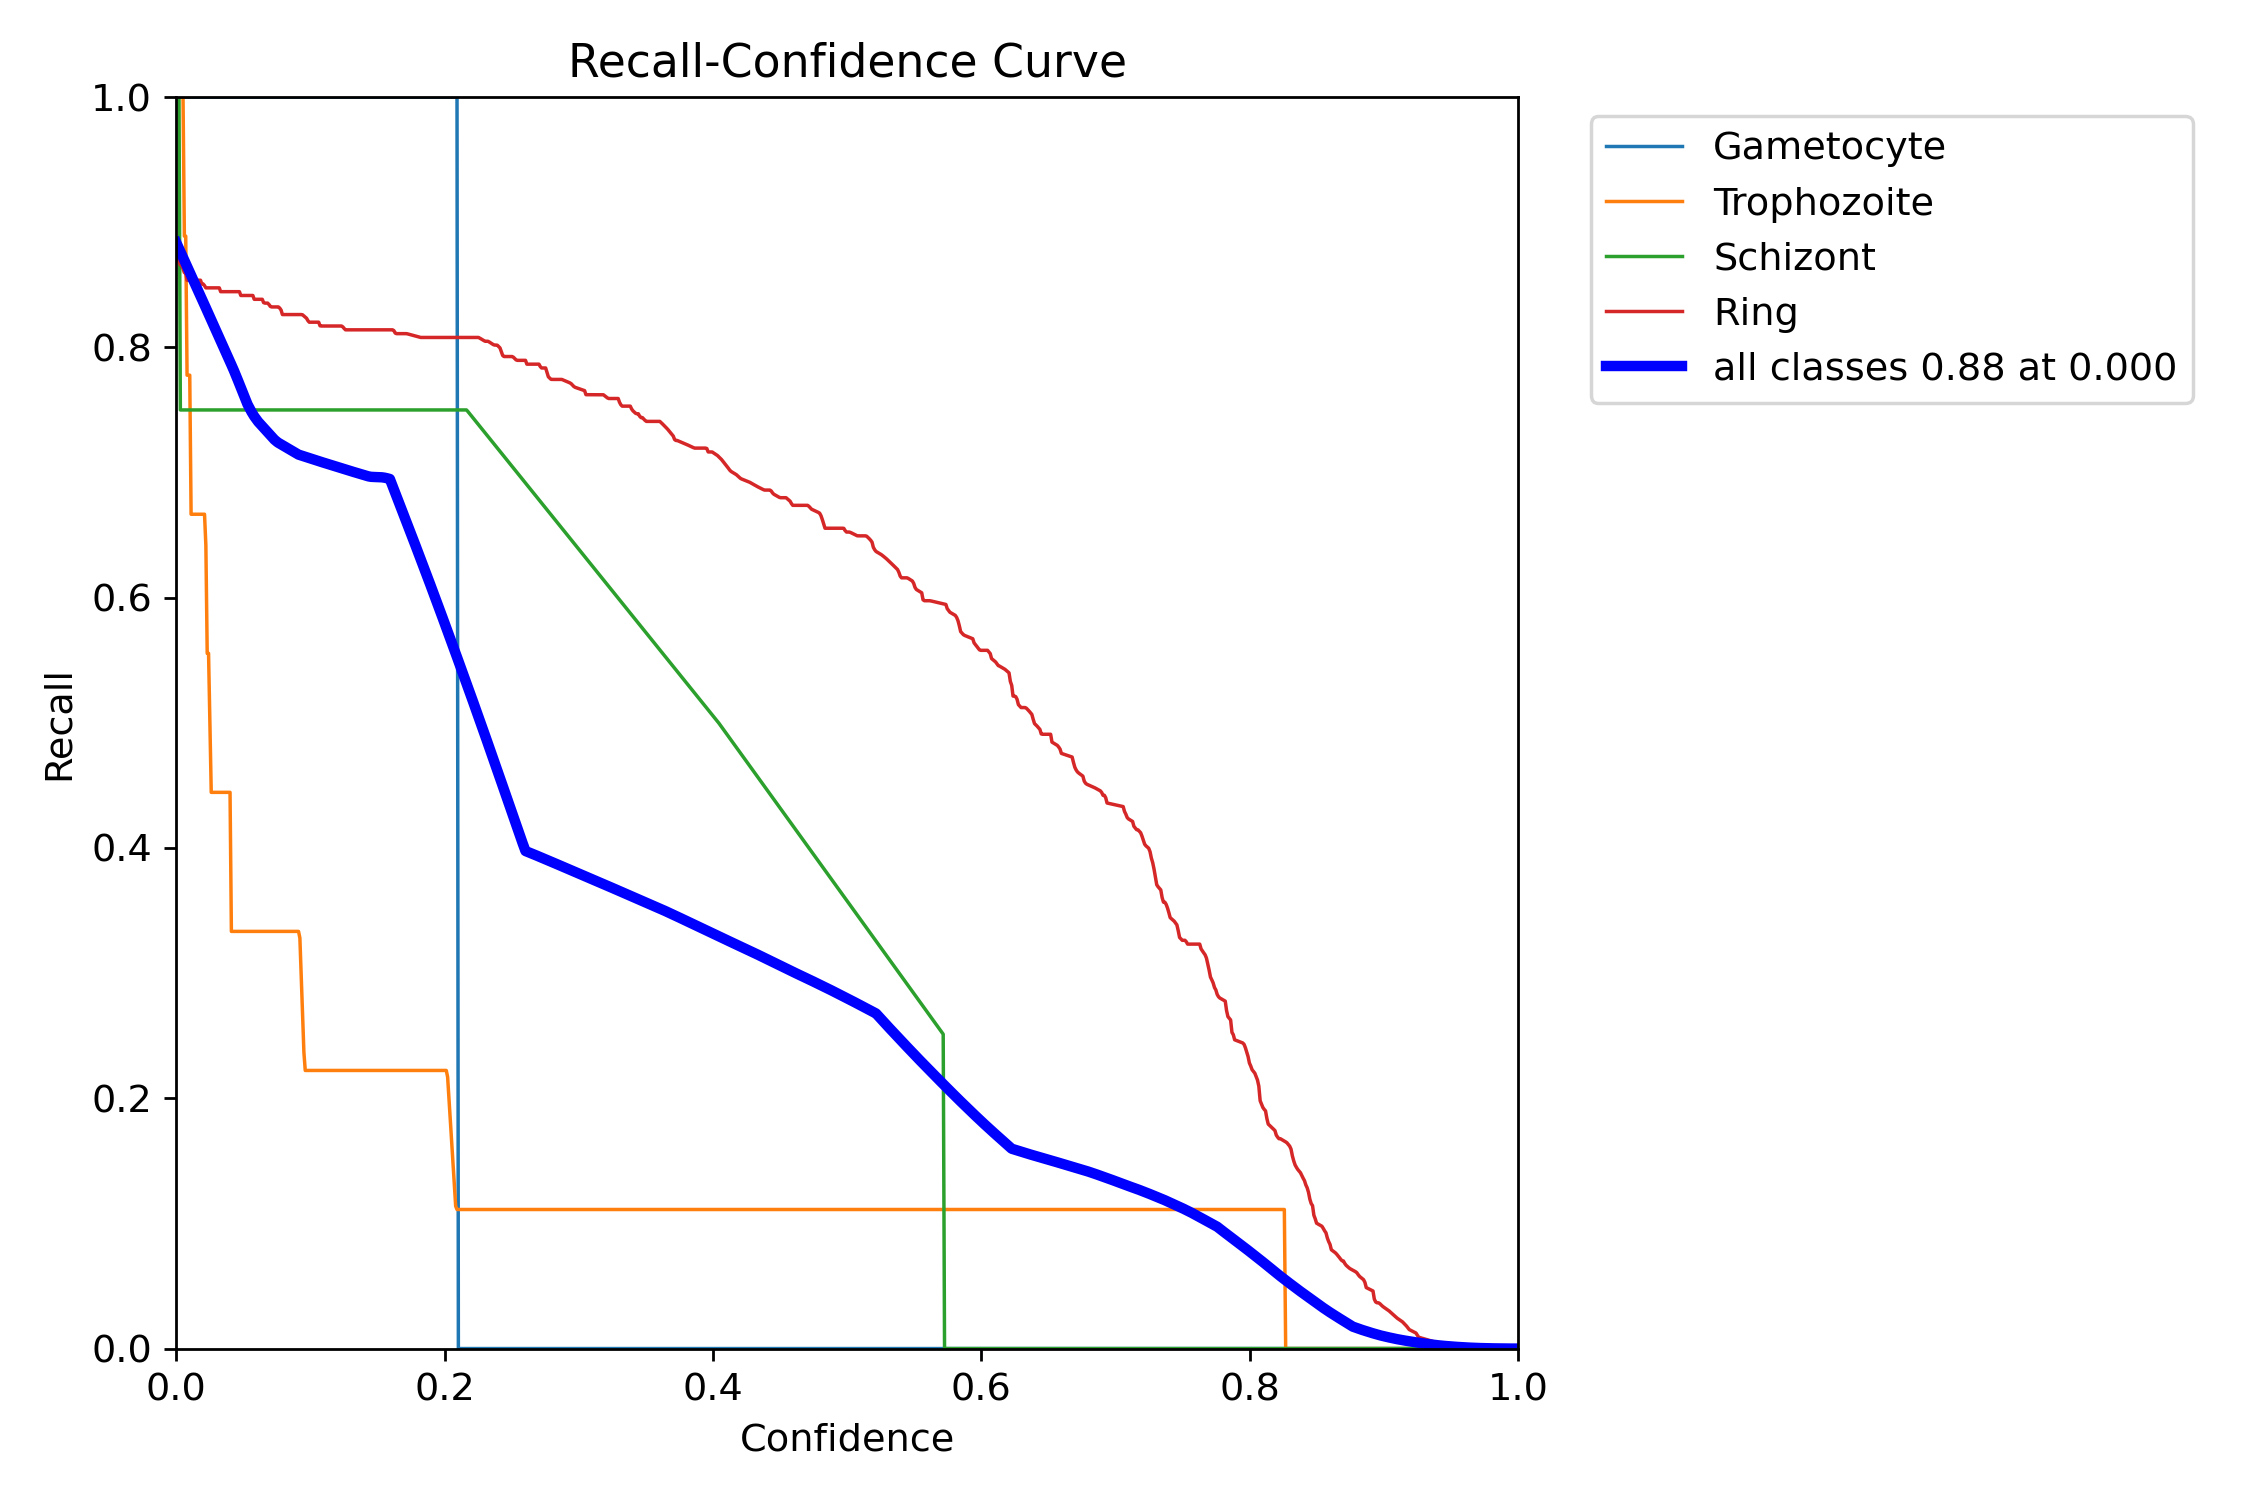 Recall-Confidence Curve
1.0
0.8
0.6
0.4
0.2
0.0
Recall
0.0 0.2 0.4 0.6 0.8 1.0
Confidence
Gametocyte
Trophozoite
Schizont
Ring
all classes 0.88 at 0.000